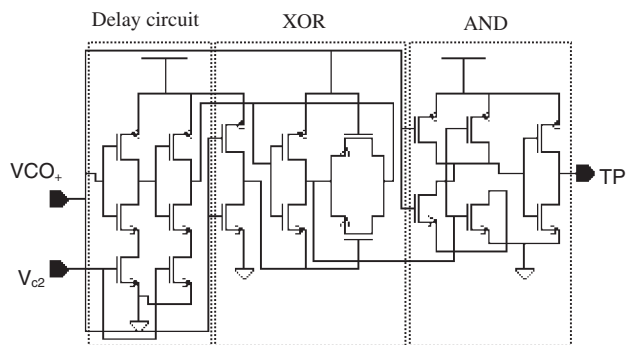 Delay circuit
XOR
AND
VCO+
TP
Vc2